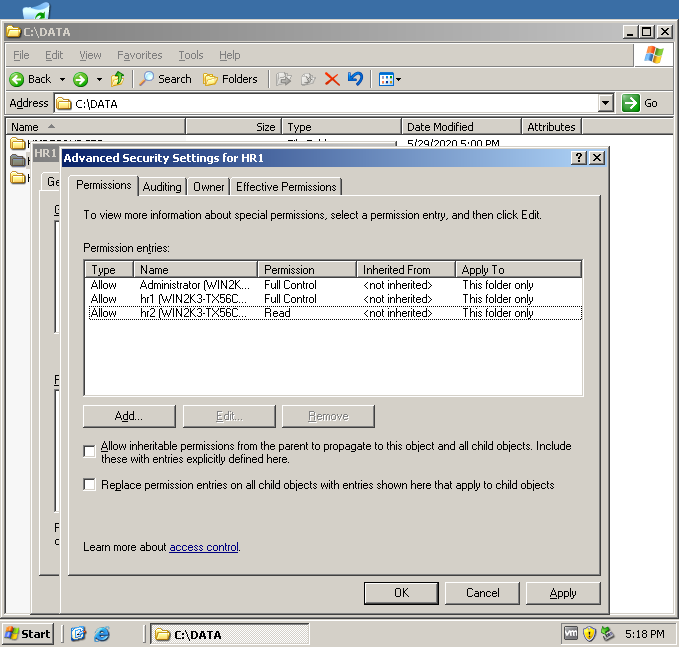 C:\DATA
File Edit View Favorites Tools Help
Back Search Folders
Address C:\DATA Go
Name Size Type Date Modified Attributes
5/29/2020 5:00 PM
HR1
Advanced Security Settings for HR1
Ge
Permissions Auditing Owner Effective Permissions
To view more information about special permissions, select a permission entry, and then click Edit.
Permission entries:
Type Name Permission Inherited From Apply To
Allow Administrator (WIN2K... Full Control <not inherited> This folder only
Allow hr1 (WIN2K3-TX56C... Full Control <not inherited> This folder only
Allow hr2 (WIN2K3-TX56C... Read <not inherited> This folder only
Add... Edit... Remove
Allow inheritable permissions from the parent to propagate to this object and all child objects. Include
these with entries explicitly defined here.
Replace permission entries on all child objects with entries shown here that apply to child objects
Learn more about access control.
OK Cancel Apply
Start C:\DATA vm 5:18 PM